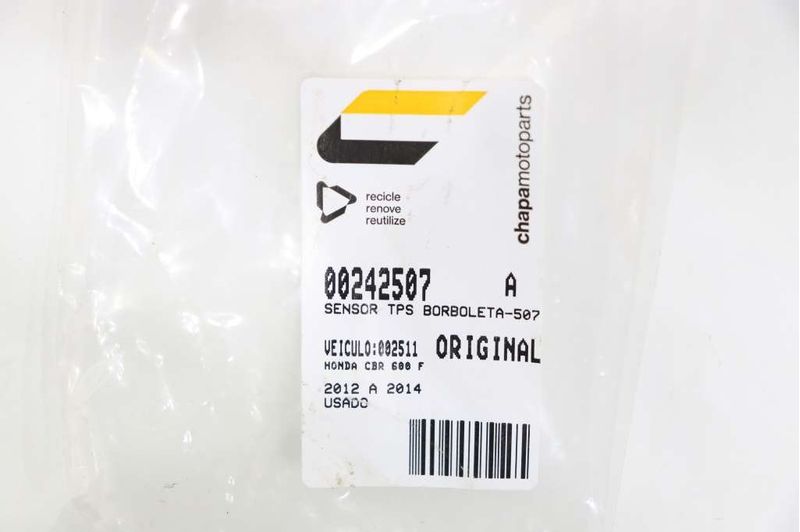 chapamotoparts
recicle
renove
reutilize
00242507 A
SENSOR TPS BORBOLETA-507
VEICULO:002511 ORIGINAL
HONDA CBR 600 F
2012 A 2014
USADO